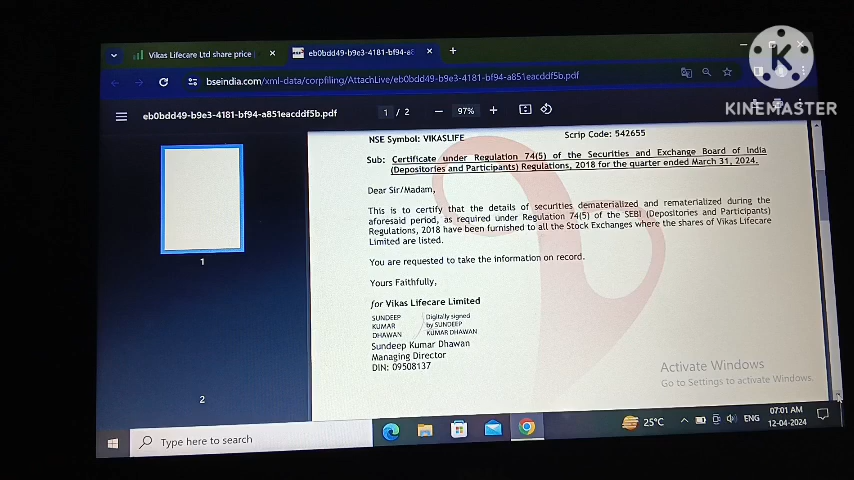 Vikas Lifecare Ltd share price
eb0bdd49-b9e3-4181-bf94-a8
bseindia.com/xml-data/corpfiling/AttachLive/eb0bdd49-b9e3-4181-bf94-a851eacddf5b.pdf
KINEMASTER
eb0bdd49-b9e3-4181-bf94-a851eacddf5b.pdf
1 / 2
97%
NSE Symbol: VIKASLIFE
Scrip Code: 542655
Sub: Certificate under Regulation 74(5) of the Securities and Exchange Board of India
(Depositories and Participants) Regulations, 2018 for the quarter ended March 31, 2024.
Dear Sir/Madam,
This is to certify that the details of securities dematerialized and rematerialized during the
aforesaid period, as required under Regulation 74(5) of the SEBI (Depositories and Participants)
Regulations, 2018 have been furnished to all the Stock Exchanges where the shares of Vikas Lifecare
Limited are listed.
You are requested to take the information on record.
Yours Faithfully,
for Vikas Lifecare Limited
SUNDEEP
KUMAR
DHAWAN
Digitally signed
by SUNDEEP
KUMAR DHAWAN
Sundeep Kumar Dhawan
Managing Director
DIN: 09508137
1
2
Activate Windows
Go to Settings to activate Windows.
Type here to search
25°C
ENG
07:01 AM
12-04-2024